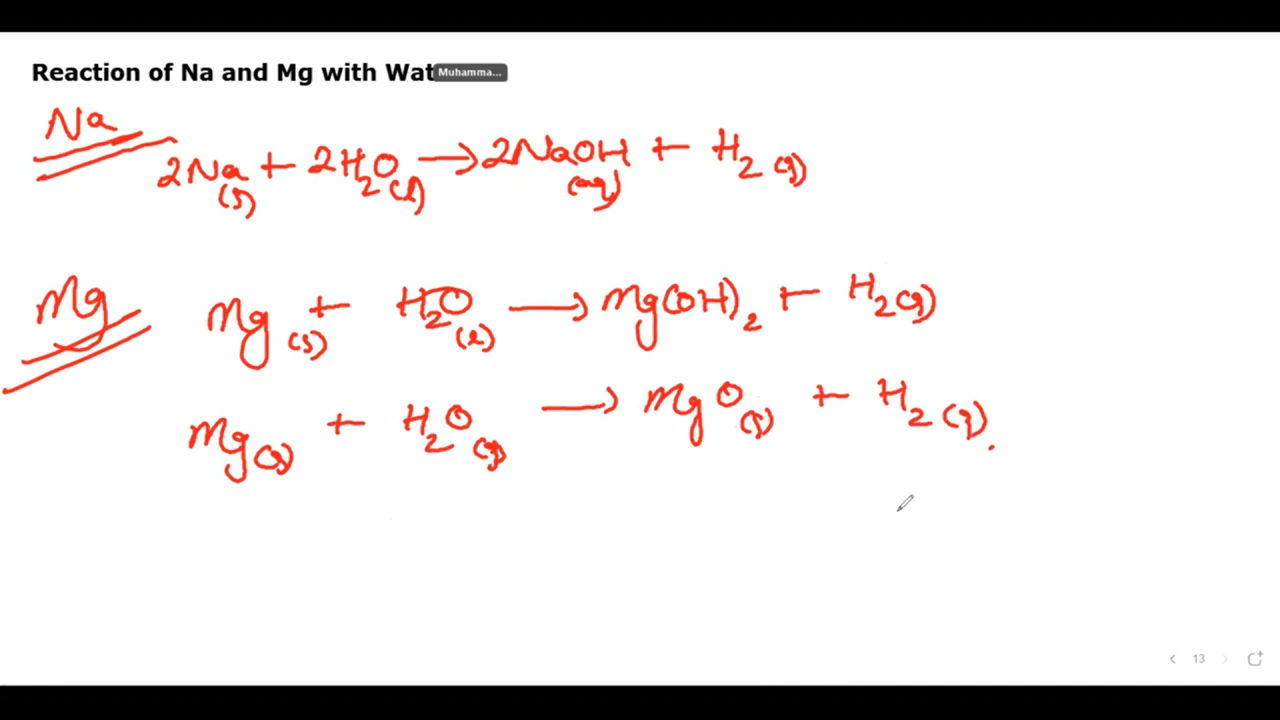 Reaction of Na and Mg with Wat
Muhamma...
Na
2Na(s) + 2H2O(l) → 2NaOH(aq) + H2(g)
Mg
Mg(s) + H2O(l) → Mg(OH)2 + H2(g)
Mg(s) + H2O(g) → MgO(s) + H2(g).
13